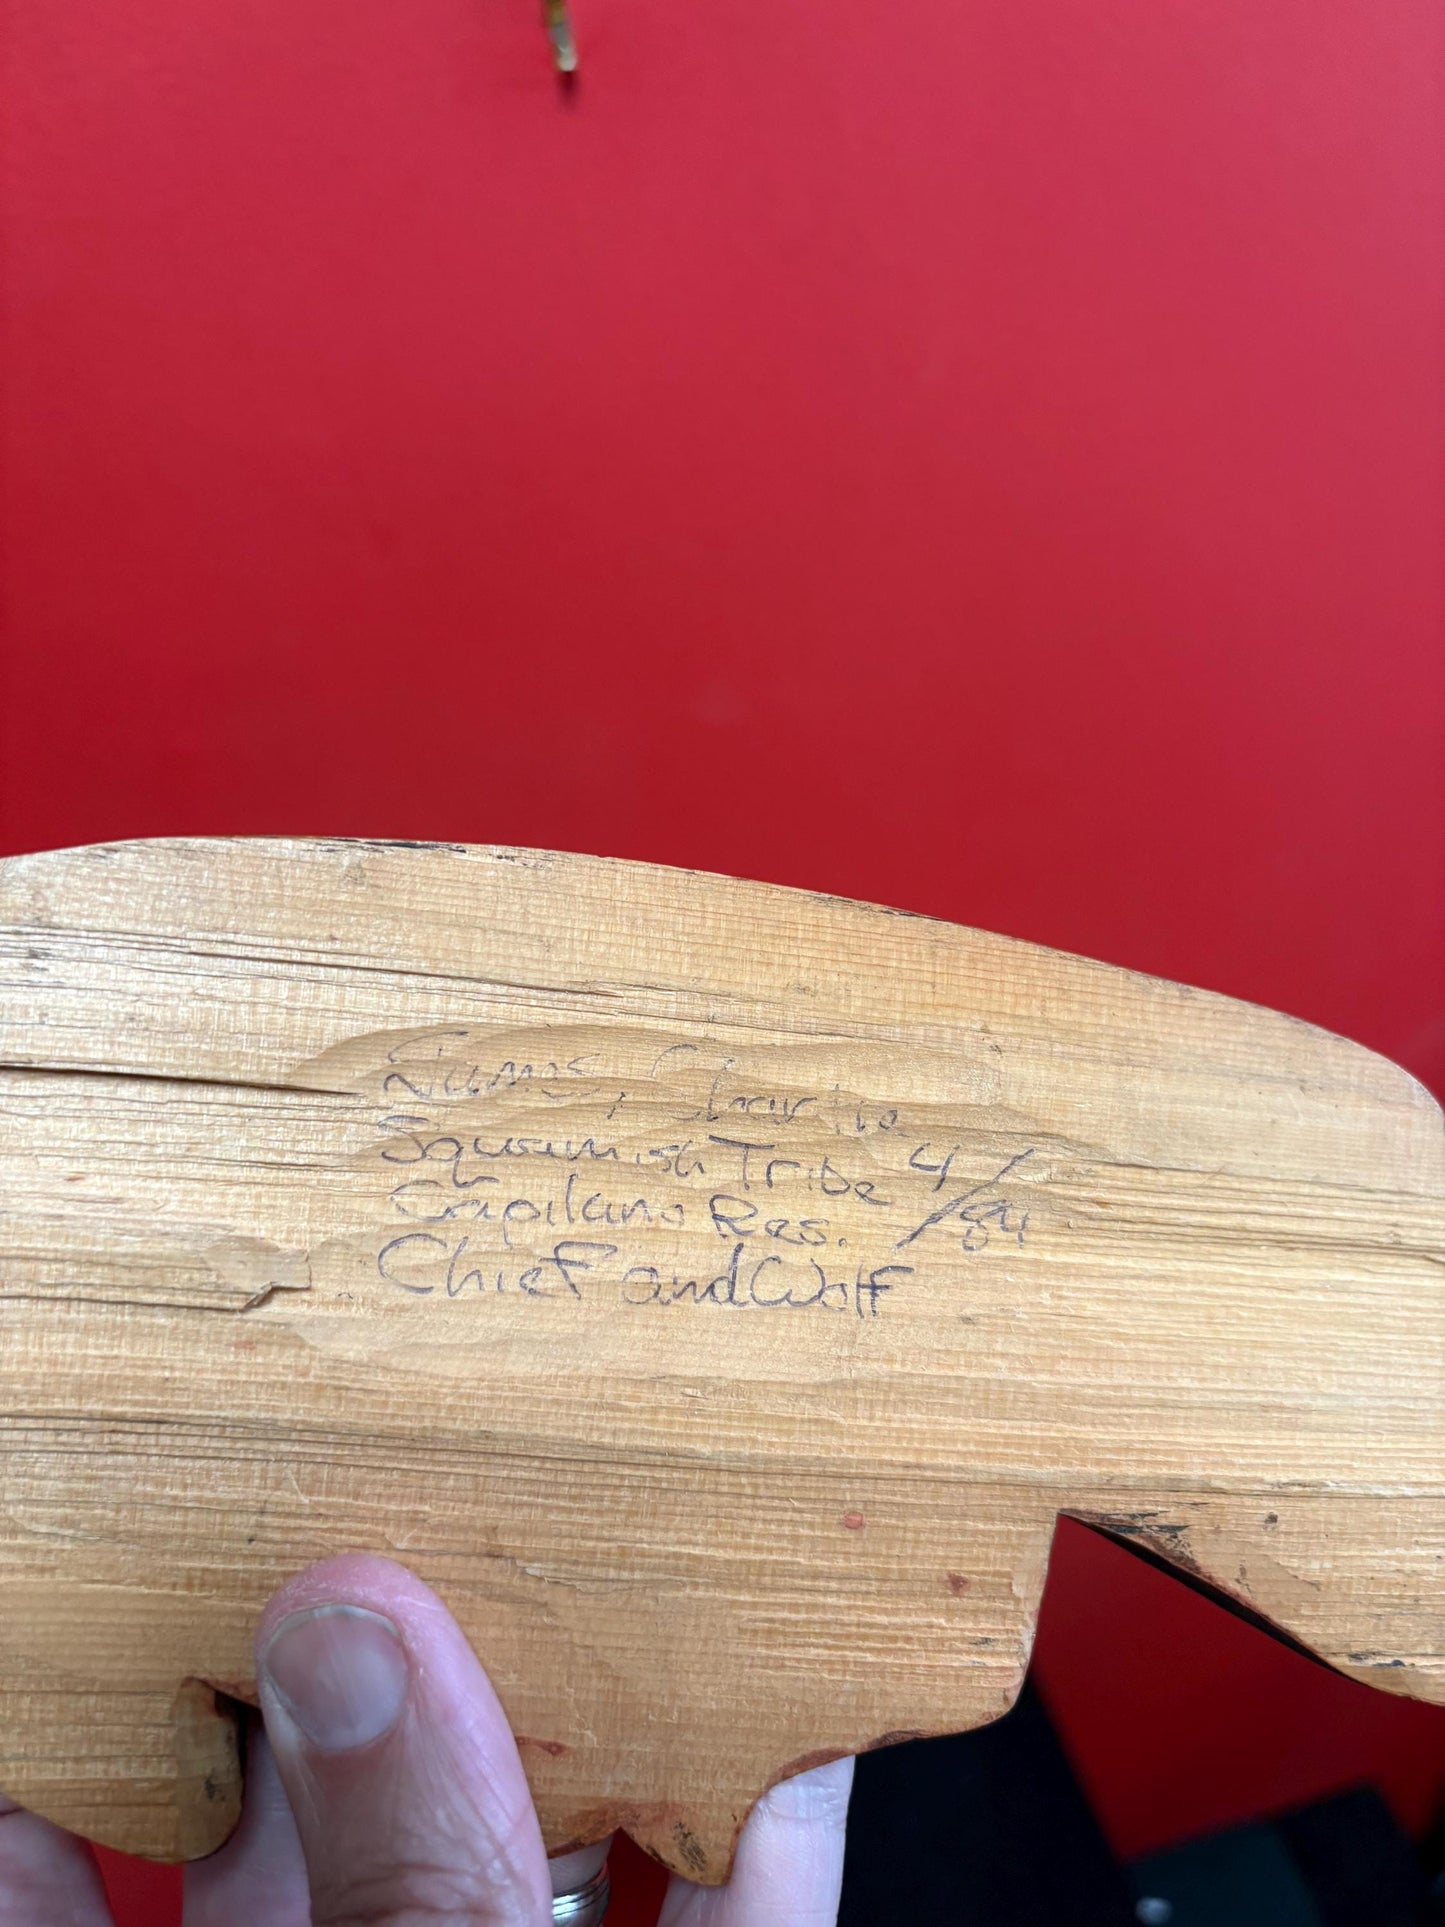 James, Charlie
Squamish Tribe 4/84
Capilano Res.
Chief and Wolf